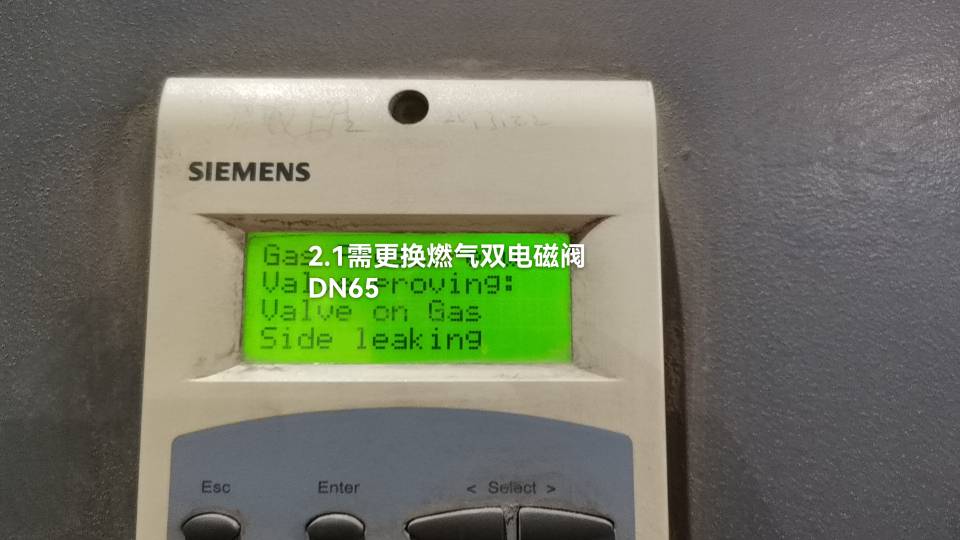 SIEMENS
Gas
2.1需更换燃气双电磁阀
Val proving:
DN65
Valve on Gas
Side leaking
Esc
Enter
< Select >